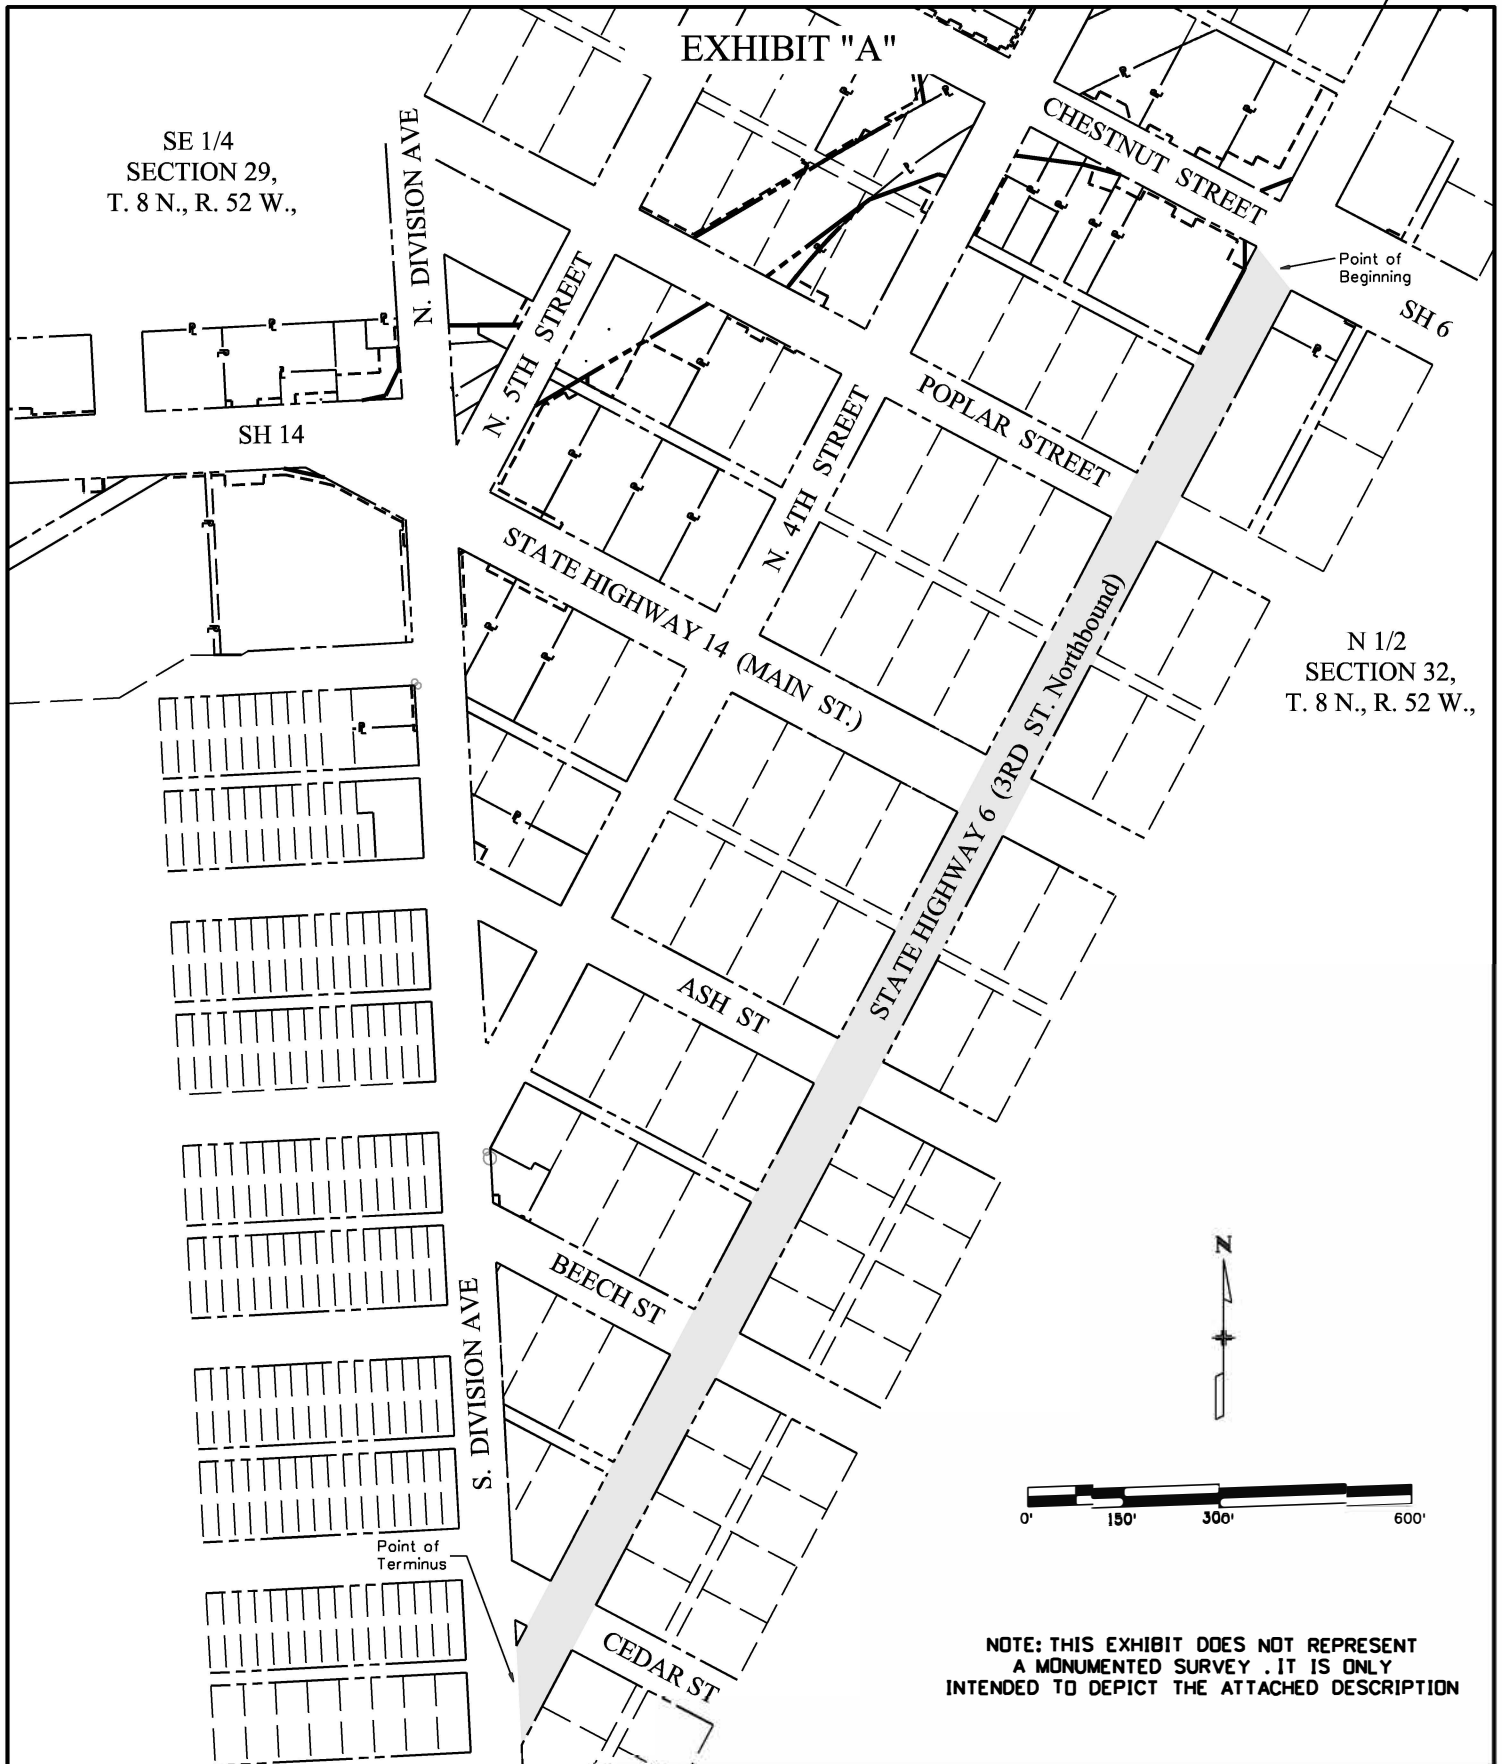 EXHIBIT "A"
SE 1/4
SECTION 29,
T. 8 N., R. 52 W.,
N. DIVISION AVE
CHESTNUT STREET
Point of
Beginning
SH 6
N. 5TH STREET
SH 14
POPLAR STREET
N. 4TH STREET
STATE HIGHWAY 14 (MAIN ST.)
STATE HIGHWAY 6 (3RD ST. Northbound)
N 1/2
SECTION 32,
T. 8 N., R. 52 W.,
ASH ST
BEECH ST
S. DIVISION AVE
N
0' 150' 300' 600'
Point of
Terminus
CEDAR ST
NOTE: THIS EXHIBIT DOES NOT REPRESENT
A MONUMENTED SURVEY . IT IS ONLY
INTENDED TO DEPICT THE ATTACHED DESCRIPTION